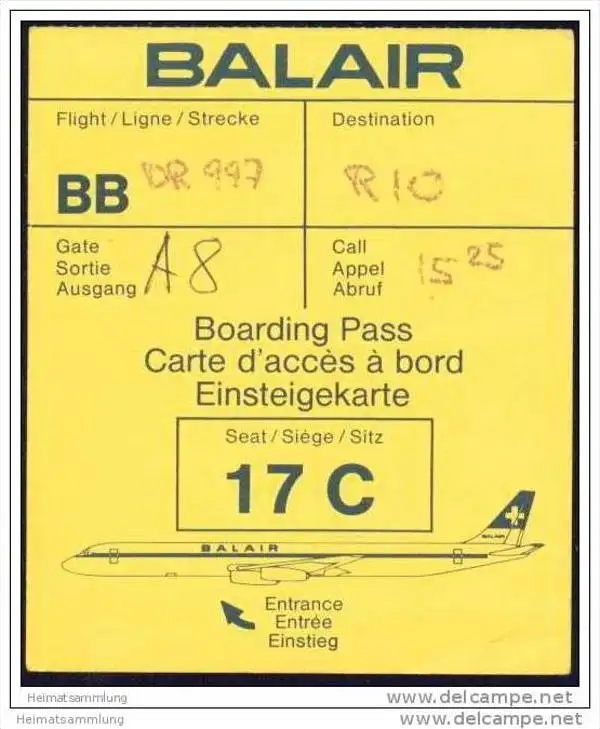 BALAIR
Flight / Ligne / Strecke
Destination
BB DR 997
RIO
Gate
Sortie
Ausgang
A8
Call
Appel
Abruf
15 25
Boarding Pass
Carte d'accès à bord
Einsteigekarte
Seat / Siège / Sitz
17 C
BALAIR
BALAIR
Entrance
Entrée
Einstieg
Heimatsammlung
Heimatsammlung
www.delcampe.net
www.delcampe.net